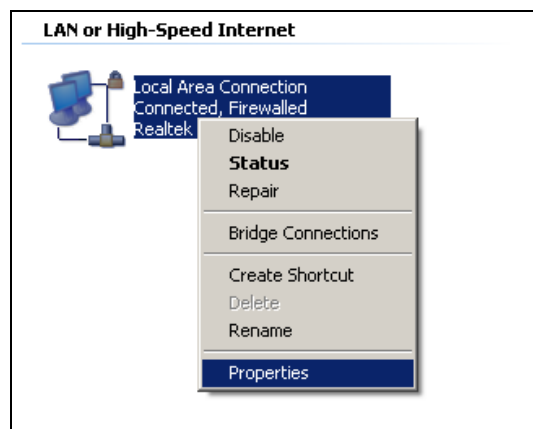 LAN or High-Speed Internet
Local Area Connection
Connected, Firewalled
Realtek
Disable
Status
Repair
Bridge Connections
Create Shortcut
Delete
Rename
Properties